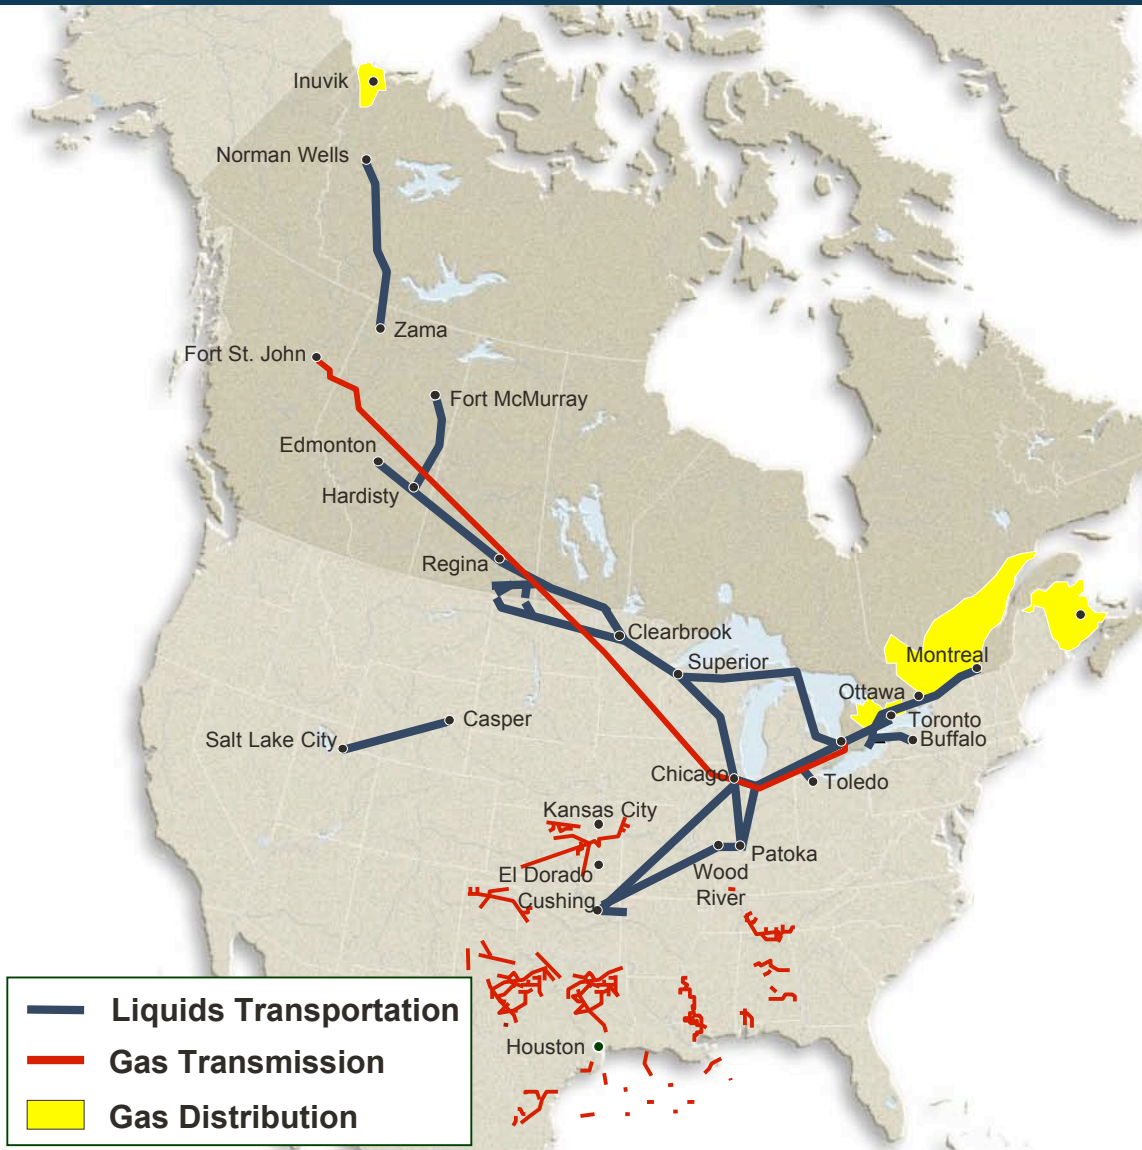 Inuvik
Norman Wells
Zama
Fort St. John
Fort McMurray
Edmonton
Hardisty
Regina
Clearbrook
Superior
Montreal
Ottawa
Toronto
Buffalo
Casper
Salt Lake City
Chicago
Toledo
Kansas City
Patoka
El Dorado
Wood
River
Cushing
Houston
Liquids Transportation
Gas Transmission
Gas Distribution